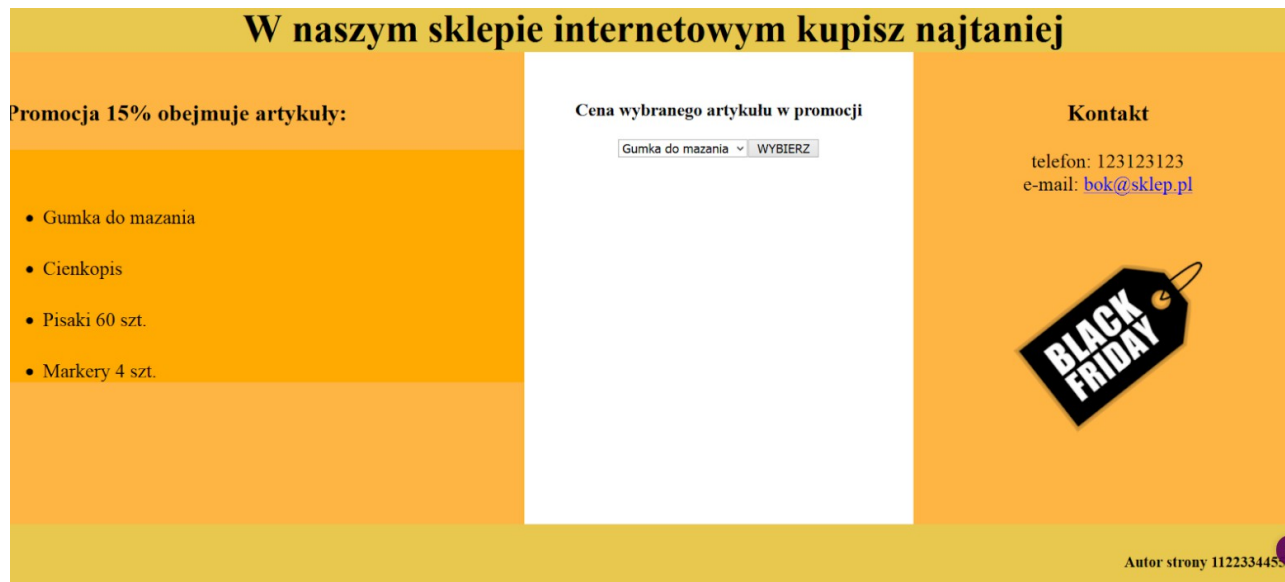 W naszym sklepie internetowym kupisz najtaniej
Promocja 15% obejmuje artykuły:
Gumka do mazania
Cienkopis
Pisaki 60 szt.
Markery 4 szt.
Cena wybranego artykułu w promocji
Gumka do mazania WYBIERZ
Kontakt
telefon: 123123123
e-mail: bok@sklep.pl
BLACK
FRIDAY
Autor strony